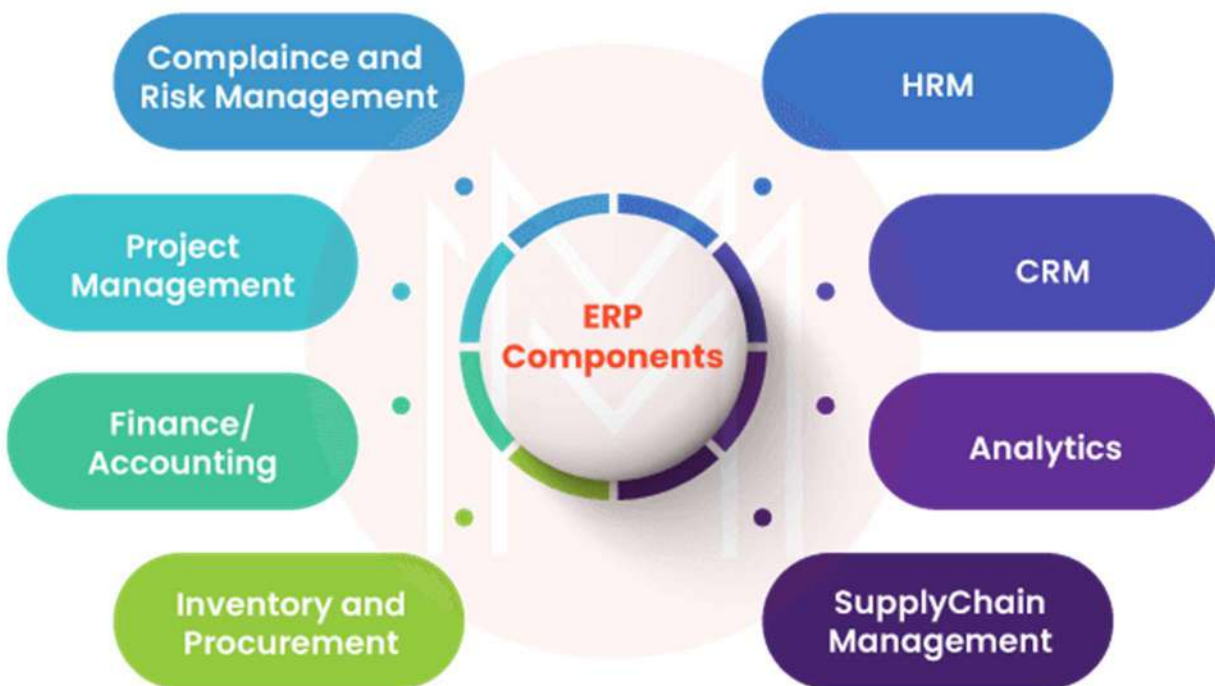 Complaince and
Risk Management
HRM
Project
Management
CRM
ERP
Components
Finance/
Accounting
Analytics
Inventory and
Procurement
SupplyChain
Management